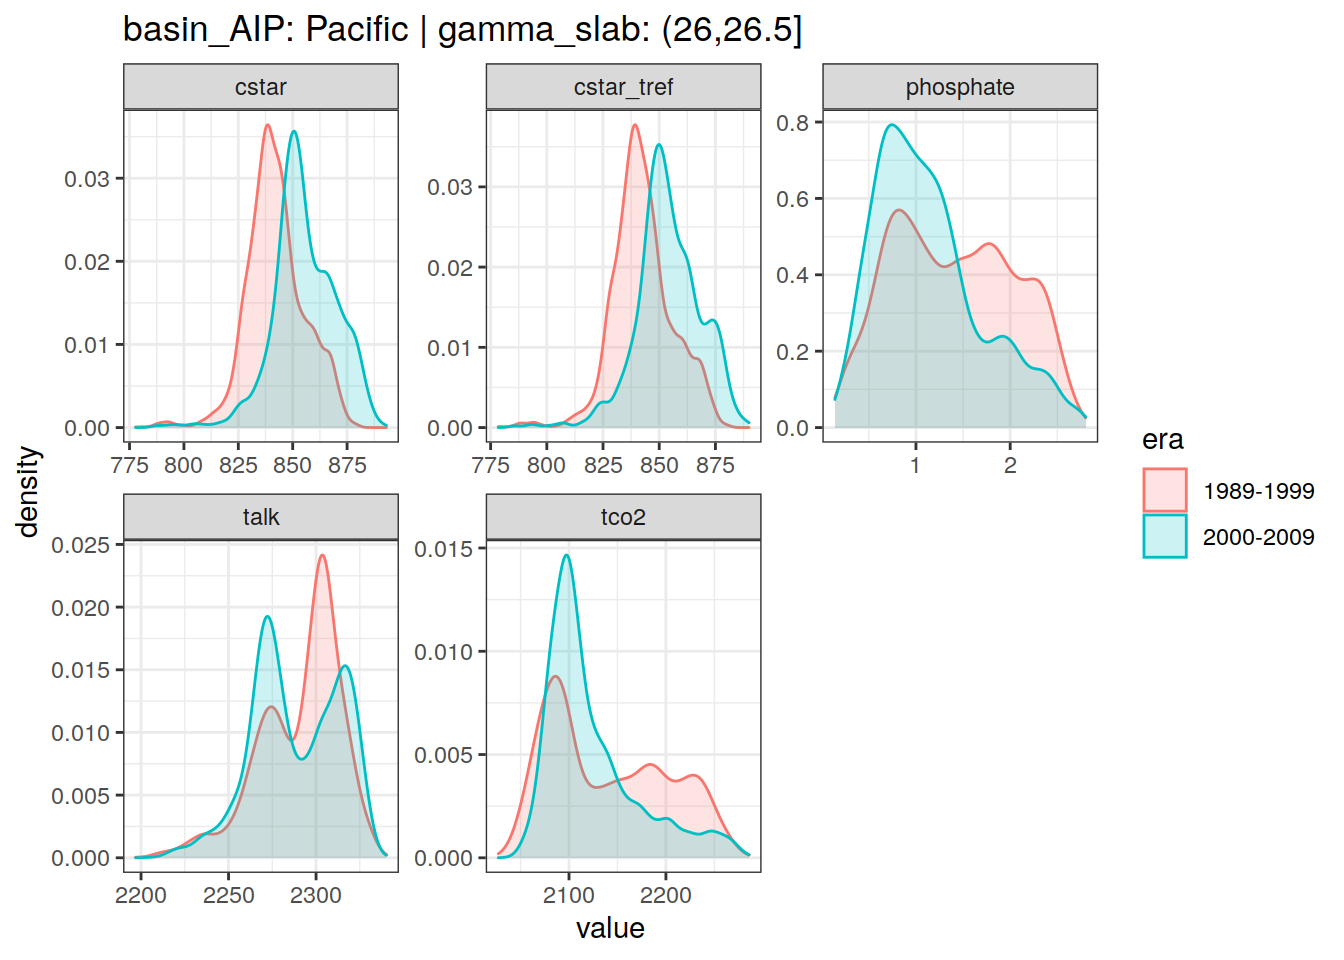 basin_AIP: Pacific | gamma_slab: (26,26.5]
cstar
cstar_tref
phosphate
0.03
0.02
0.01
0.00
775 800 825 850 875
0.03
0.02
0.01
0.00
775 800 825 850 875
0.8
0.6
0.4
0.2
0.0
1 2
density
talk
tco2
0.025
0.020
0.015
0.010
0.005
0.000
2200 2250 2300
0.015
0.010
0.005
0.000
2100 2200
value
era
1989-1999
2000-2009